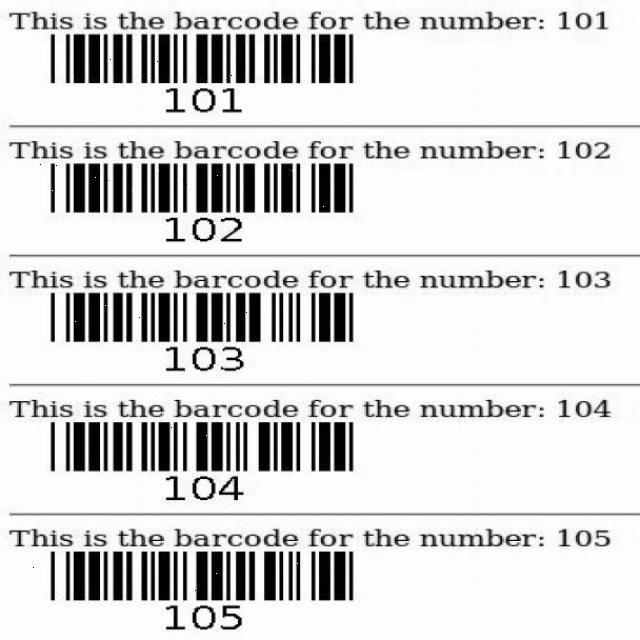 This is the barcode for the number: 101
101
This is the barcode for the number: 102
102
This is the barcode for the number: 103
103
This is the barcode for the number: 104
104
This is the barcode for the number: 105
105